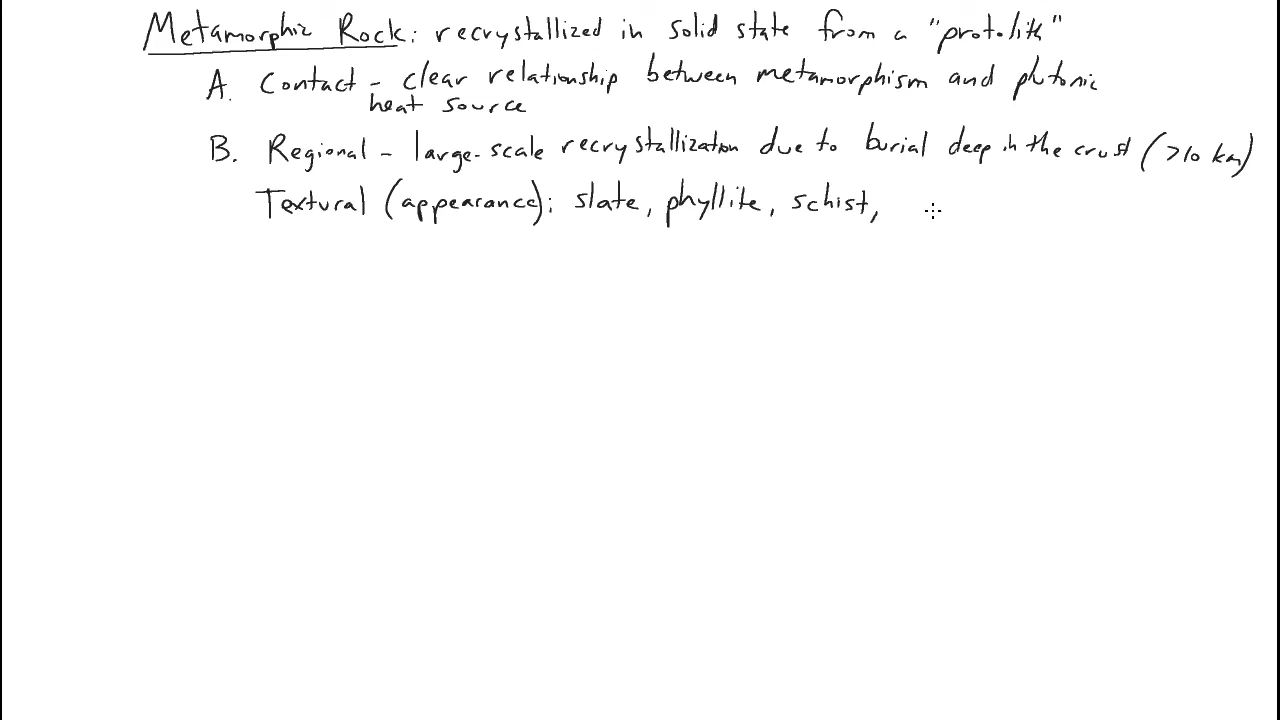 Metamorphic Rock: recrystallized in solid state from a "protolith"
A. Contact - clear relationship between metamorphism and plutonic
heat source
B. Regional - large-scale recrystallization due to burial deep in the crust (>10 km)
Textural (appearance): slate, phyllite, schist,